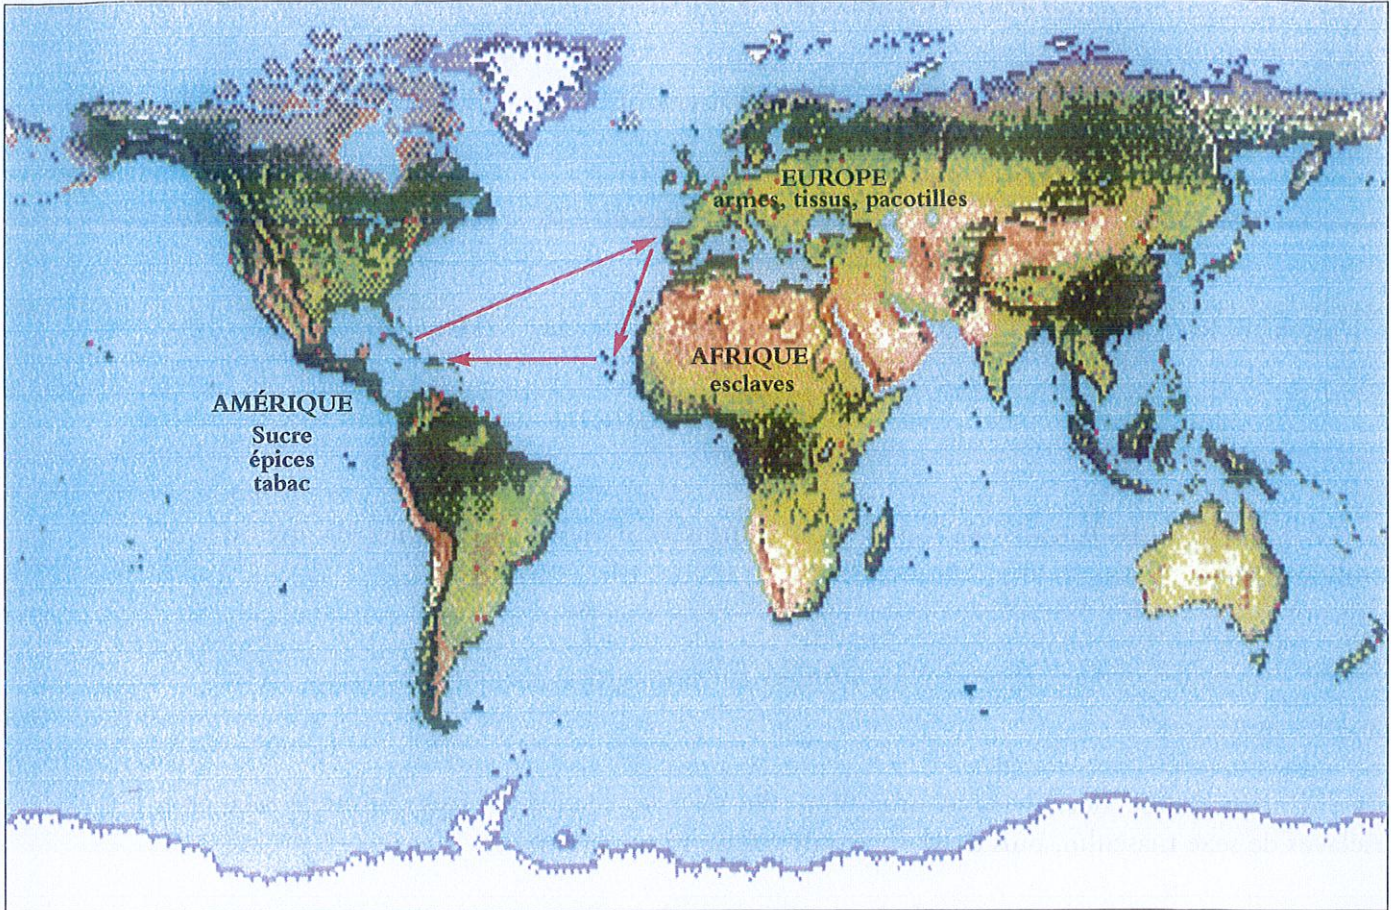 EUROPE
armes, tissus, pacotilles
AFRIQUE
esclaves
AMÉRIQUE
Sucre
épices
tabac